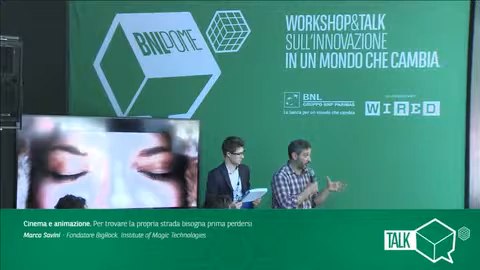 BNLDOME
WORKSHOP&TALK
SULL'INNOVAZIONE
IN UN MONDO CHE CAMBIA.
BNL
GRUPPO BNP PARIBAS
La banca per un mondo che cambia
WIRED
Cinema e animazione. Per trovare la propria strada bisogna prima perdersi
Marco Savini - Fondatore BigRock. Institute of Magic Technologies
TALK